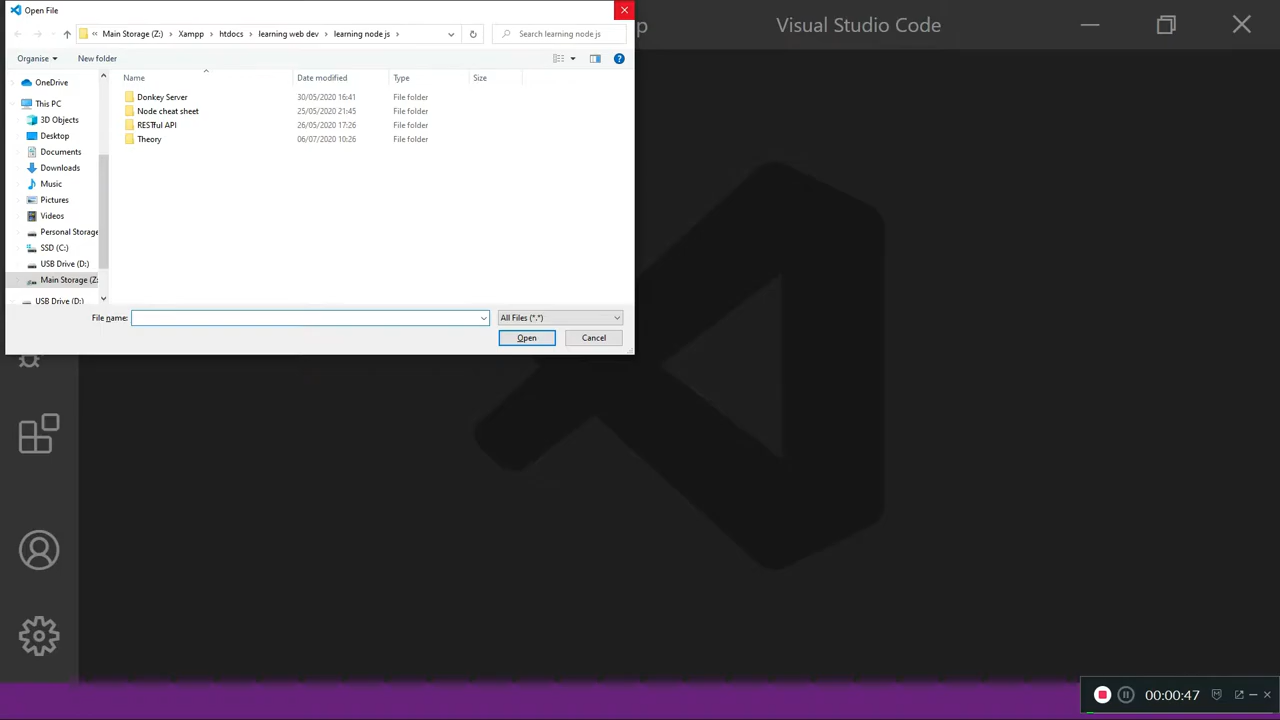 Open File
p
Visual Studio Code
« Main Storage (Z:) > Xampp > htdocs > learning web dev > learning node js >
Search learning node js
Organise
New folder
Name
Date modified
Type
Size
Donkey Server 30/05/2020 16:41 File folder
Node cheat sheet 25/05/2020 21:45 File folder
RESTful API 26/05/2020 17:26 File folder
Theory 06/07/2020 10:26 File folder
OneDrive
This PC
3D Objects
Desktop
Documents
Downloads
Music
Pictures
Videos
Personal Storage
SSD (C:)
USB Drive (D:)
Main Storage (Z:
USB Drive (D:)
File name:
All Files (*.*)
Open
Cancel
00:00:47